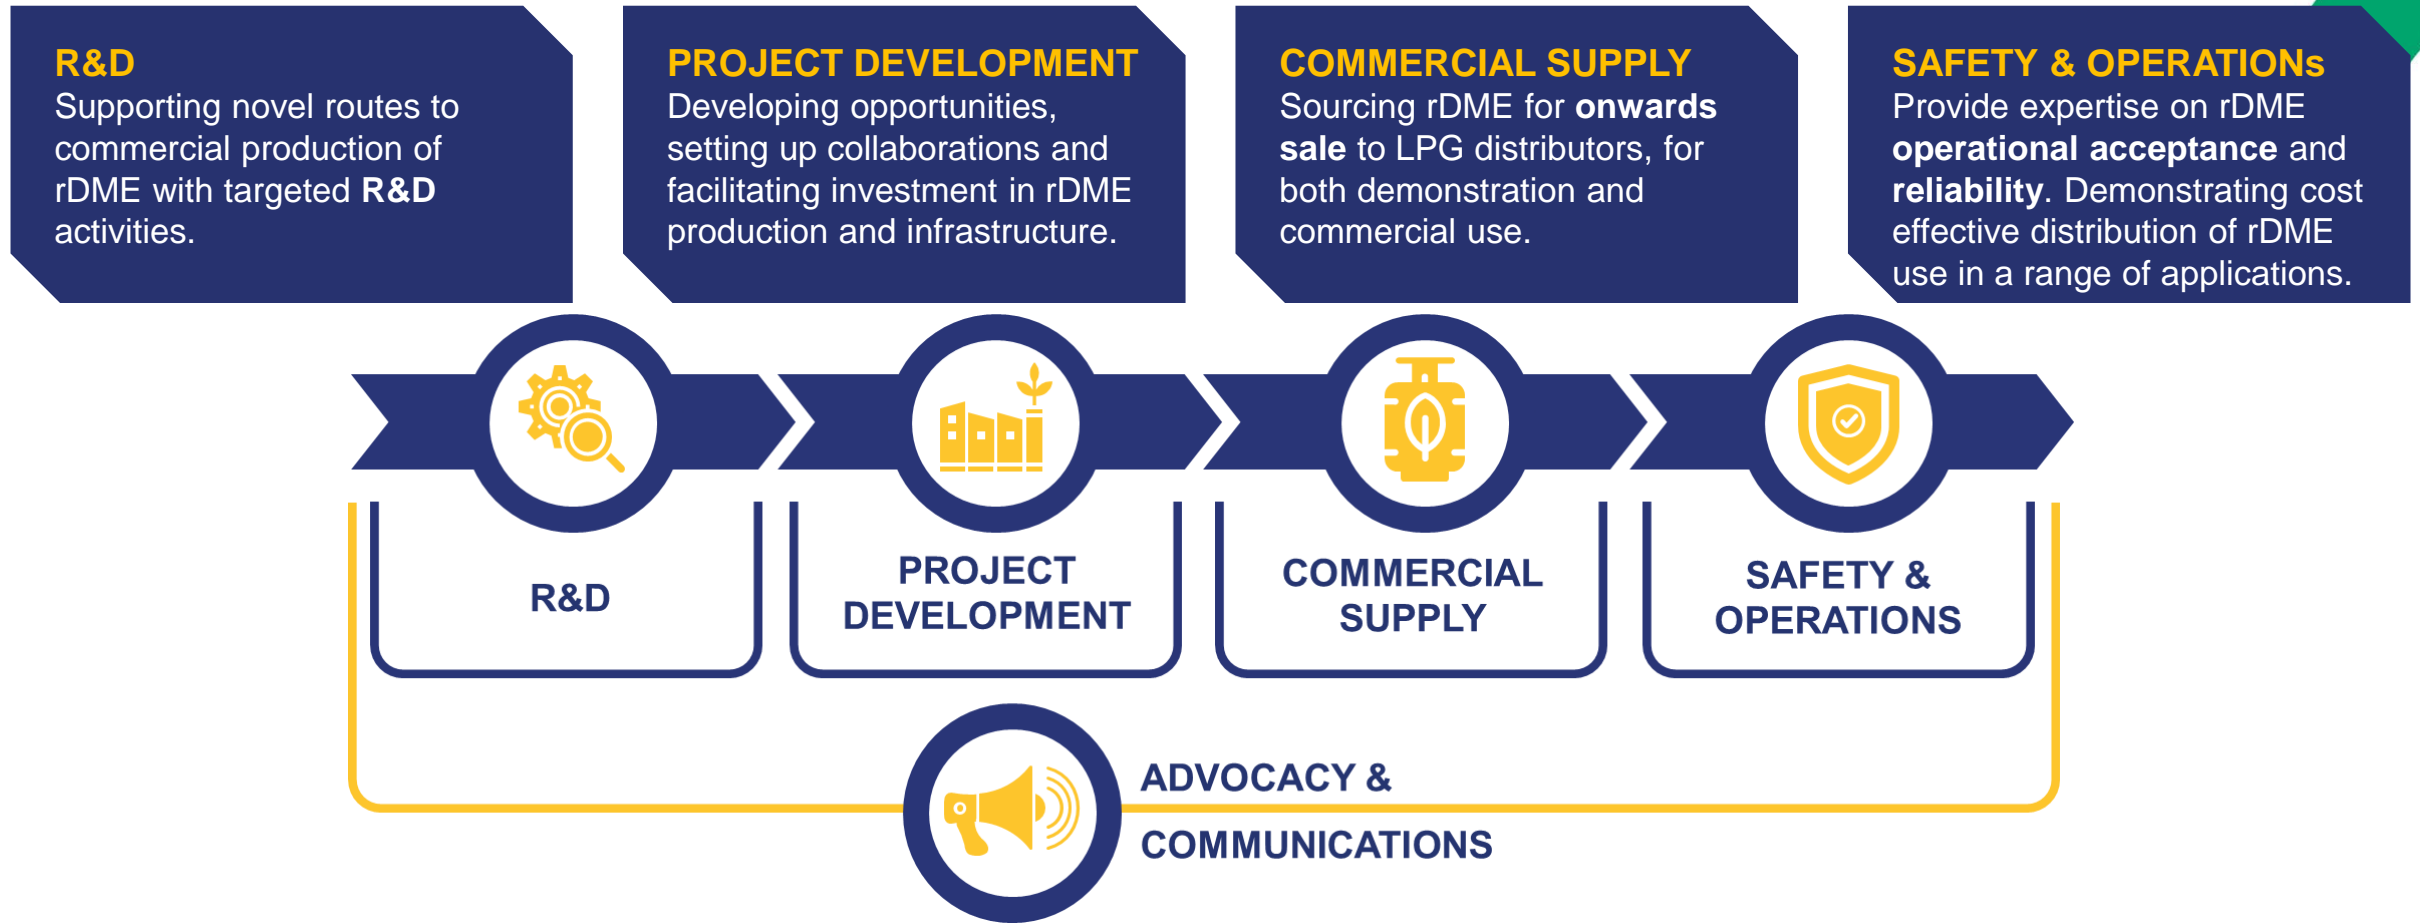 R&D
Supporting novel routes to
commercial production of
rDME with targeted R&D
activities.
PROJECT DEVELOPMENT
Developing opportunities,
setting up collaborations and
facilitating investment in rDME
production and infrastructure.
COMMERCIAL SUPPLY
Sourcing rDME for onwards
sale to LPG distributors, for
both demonstration and
commercial use.
SAFETY & OPERATIONs
Provide expertise on rDME
operational acceptance and
reliability. Demonstrating cost
effective distribution of rDME
use in a range of applications.
R&D
PROJECT
DEVELOPMENT
COMMERCIAL
SUPPLY
SAFETY &
OPERATIONS
ADVOCACY &
COMMUNICATIONS